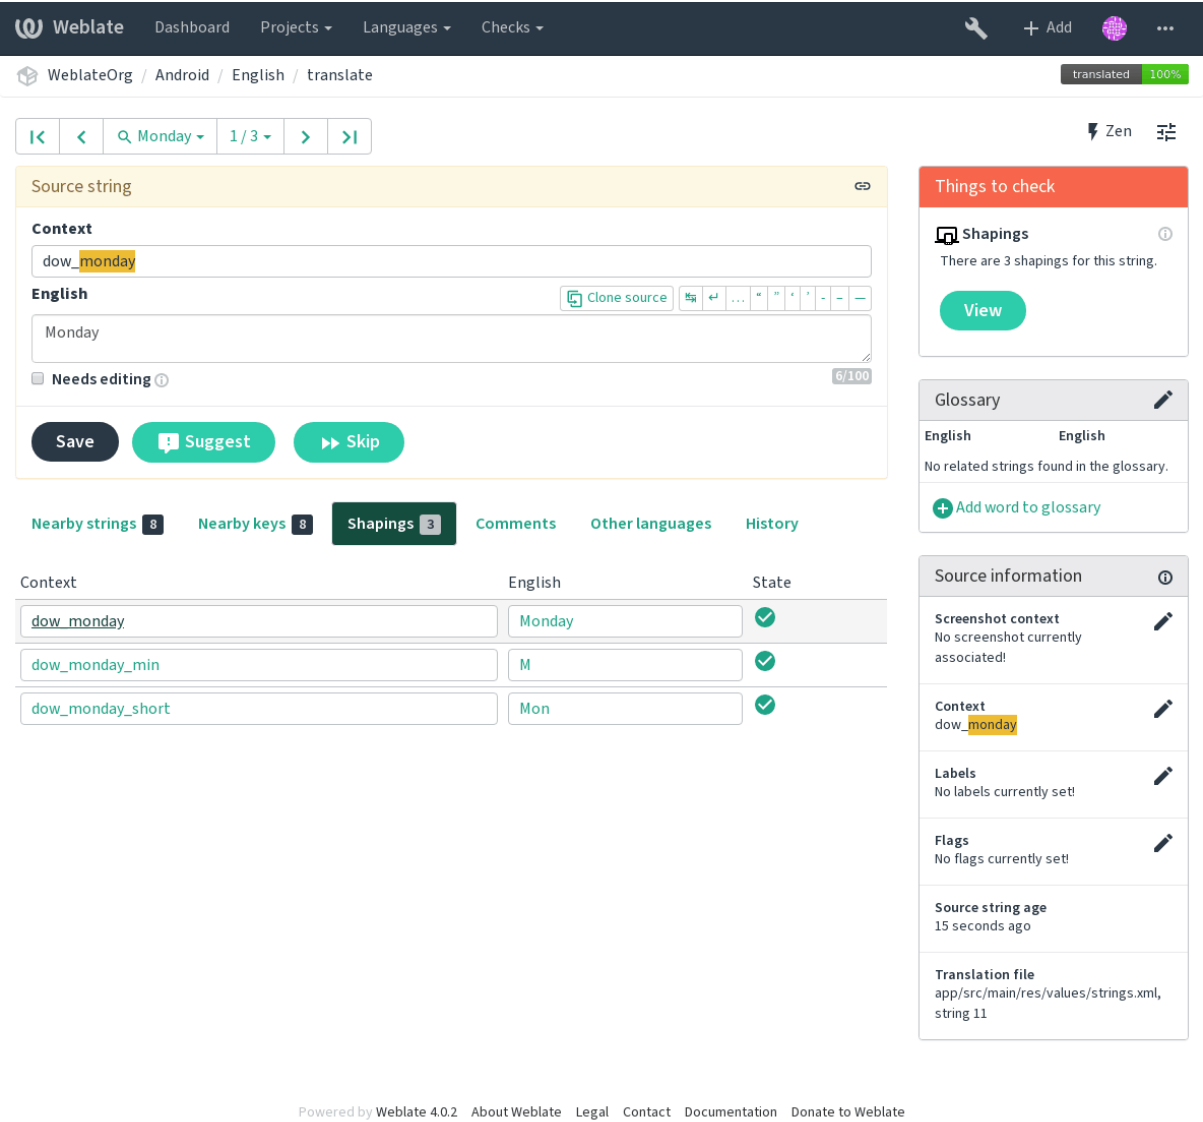 Weblate Dashboard Projects Languages Checks Add
WeblateOrg / Android / English / translate translated 100%
Monday 1 / 3 Zen
Source string
Context
dow_monday
English Clone source ↹ ↵ … “ ” ‘ ’ - – —
Monday
Needs editing 6/100
Save Suggest Skip
Nearby strings 8 Nearby keys 8 Shapings 3 Comments Other languages History
Context English State
dow_monday Monday
dow_monday_min M
dow_monday_short Mon
Things to check
Shapings
There are 3 shapings for this string.
View
Glossary
English English
No related strings found in the glossary.
Add word to glossary
Source information
Screenshot context
No screenshot currently
associated!
Context
dow_monday
Labels
No labels currently set!
Flags
No flags currently set!
Source string age
15 seconds ago
Translation file
app/src/main/res/values/strings.xml,
string 11
Powered by Weblate 4.0.2 About Weblate Legal Contact Documentation Donate to Weblate